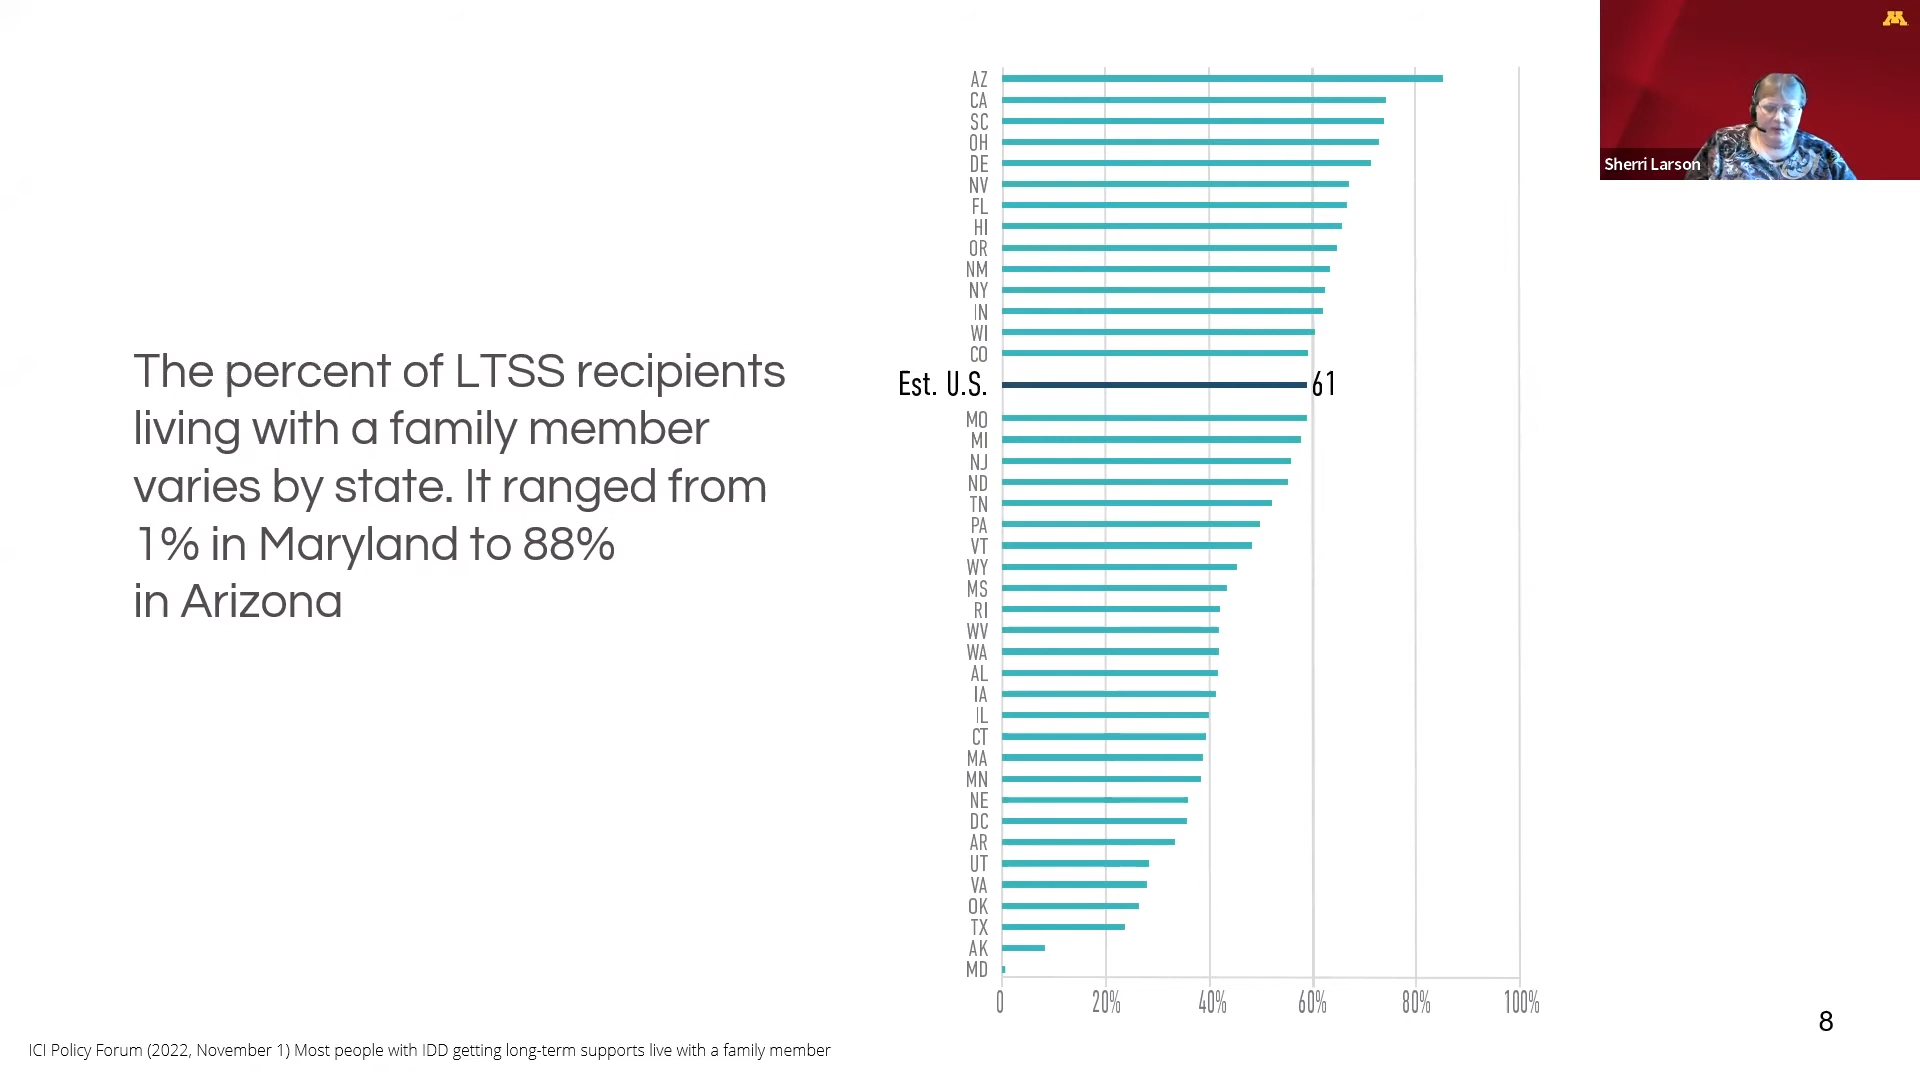 Sherri Larson
The percent of LTSS recipients
living with a family member
varies by state. It ranged from
1% in Maryland to 88%
in Arizona
AZ
CA
SC
OH
DE
NV
FL
HI
OR
NM
NY
IN
WI
CO
Est. U.S. 61
MO
MI
NJ
ND
TN
PA
VT
WY
MS
RI
WV
WA
AL
IA
IL
CT
MA
MN
NE
DC
AR
UT
VA
OK
TX
AK
MD
0 20% 40% 60% 80% 100%
8
ICI Policy Forum (2022, November 1) Most people with IDD getting long-term supports live with a family member